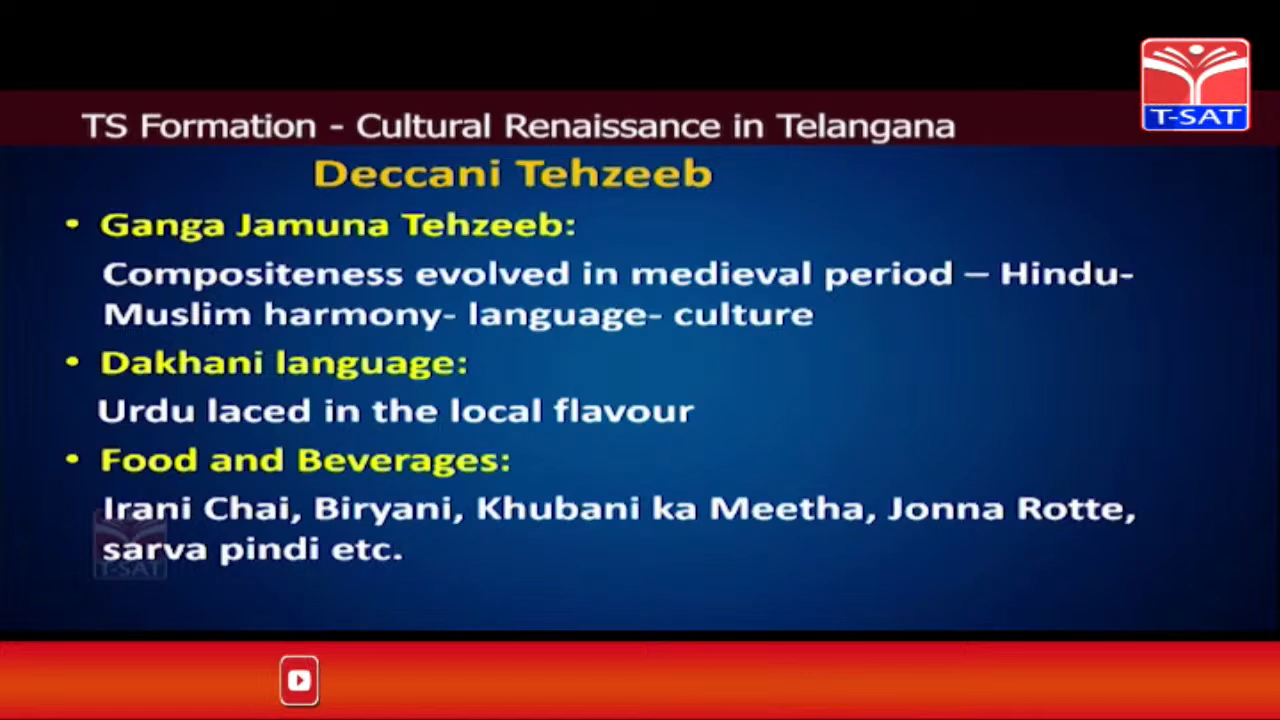 T-SAT
TS Formation - Cultural Renaissance in Telangana
Deccani Tehzeeb
• Ganga Jamuna Tehzeeb:
Compositeness evolved in medieval period – Hindu-
Muslim harmony- language- culture
• Dakhani language:
Urdu laced in the local flavour
• Food and Beverages:
Irani Chai, Biryani, Khubani ka Meetha, Jonna Rotte,
sarva pindi etc.
T-SAT